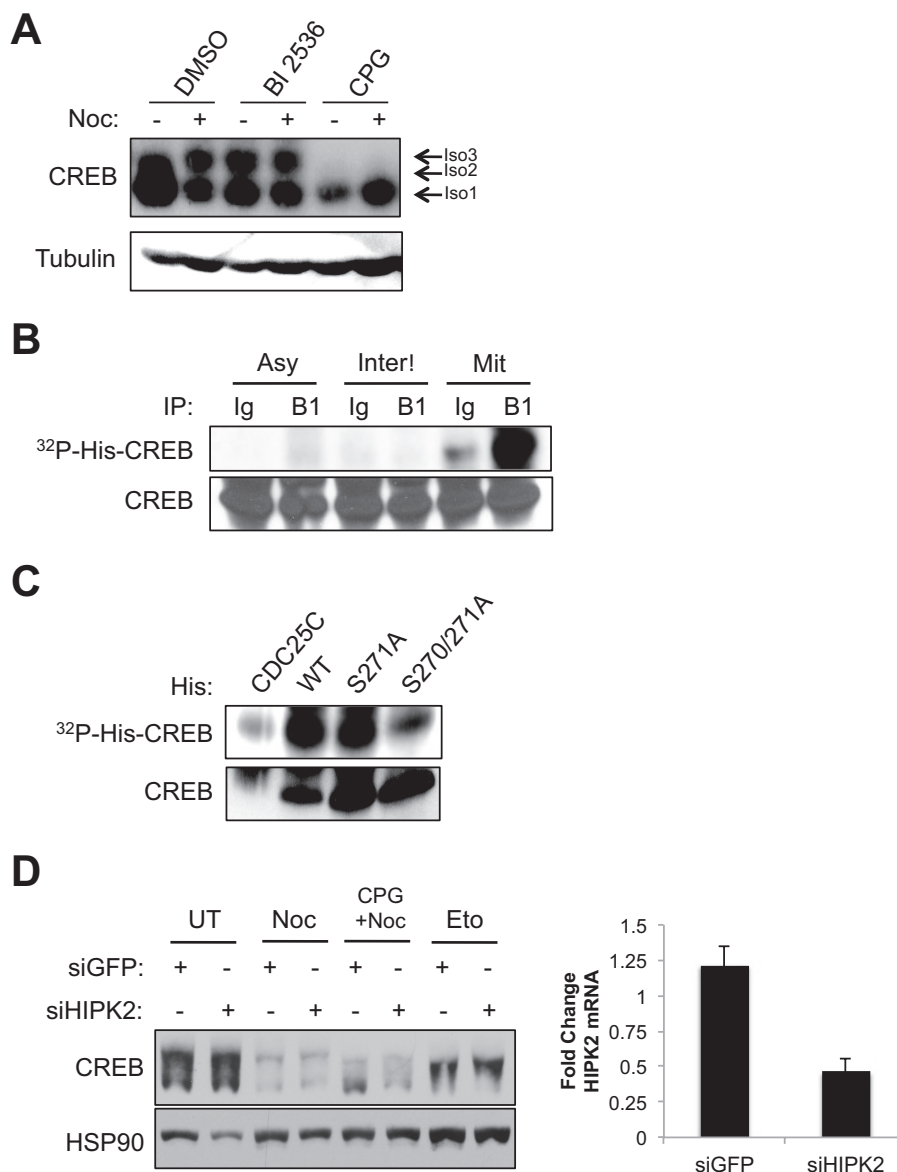 A
DMSO
BI 2536
CPG
Noc:
- + - + - +
CREB
Iso3
Iso2
Iso1
Tubulin
B
Asy Inter! Mit
IP: Ig B1 Ig B1 Ig B1
32P-His-CREB
CREB
C
His: CDC25C WT S271A S270/271A
32P-His-CREB
CREB
D
UT Noc CPG +Noc Eto
siGFP: + - + - + - + -
siHIPK2: - + - + - + - +
CREB
HSP90
Fold Change
HIPK2 mRNA
1.5
1.25
1
0.75
0.5
0.25
0
siGFP siHIPK2